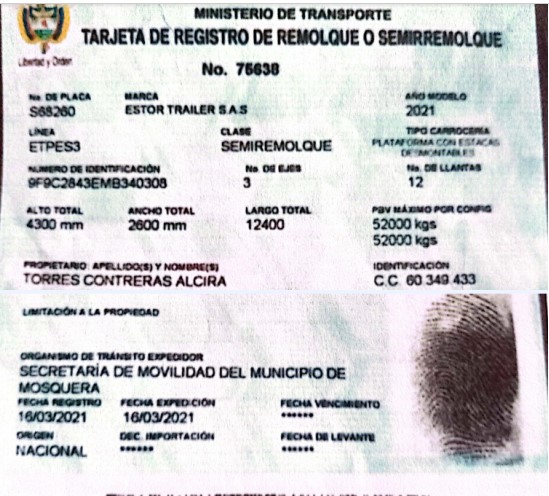 MINISTERIO DE TRANSPORTE
TARJETA DE REGISTRO DE REMOLQUE O SEMIRREMOLQUE
Libertad y Orden
No. 75638
No. DE PLACA MARCA AÑO MODELO
S68260 ESTOR TRAILER S.A.S 2021
LÍNEA CLASE TIPO CARROCERIA
ETPES3 SEMIREMOLQUE PLATAFORMA CON ESTACAS
DESMONTABLES
NUMERO DE IDENTIFICACIÓN No. DE EJES No. DE LLANTAS
9F9C2843EMB340308 3 12
ALTO TOTAL ANCHO TOTAL LARGO TOTAL PBV MÁXIMO POR CONFIG
4300 mm 2600 mm 12400 52000 kgs
52000 kgs
PROPIETARIO: APELLIDO(S) Y NOMBRE(S) IDENTIFICACIÓN
TORRES CONTRERAS ALCIRA C.C. 60.349.433
LIMITACIÓN A LA PROPIEDAD
ORGANISMO DE TRÁNSITO EXPEDIDOR
SECRETARÍA DE MOVILIDAD DEL MUNICIPIO DE
MOSQUERA
FECHA REGISTRO FECHA EXPEDICIÓN FECHA VENCIMIENTO
16/03/2021 16/03/2021 ******
ORIGEN DEC. IMPORTACIÓN FECHA DE LEVANTE
NACIONAL ****** ******